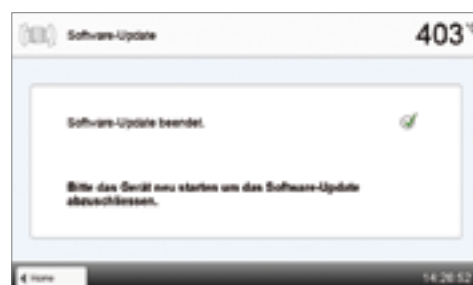 Software-Update
403 °C
Software-Update beendet.
Bitte das Gerät neu starten um das Software-Update
abzuschliessen.
Home
14:26:52